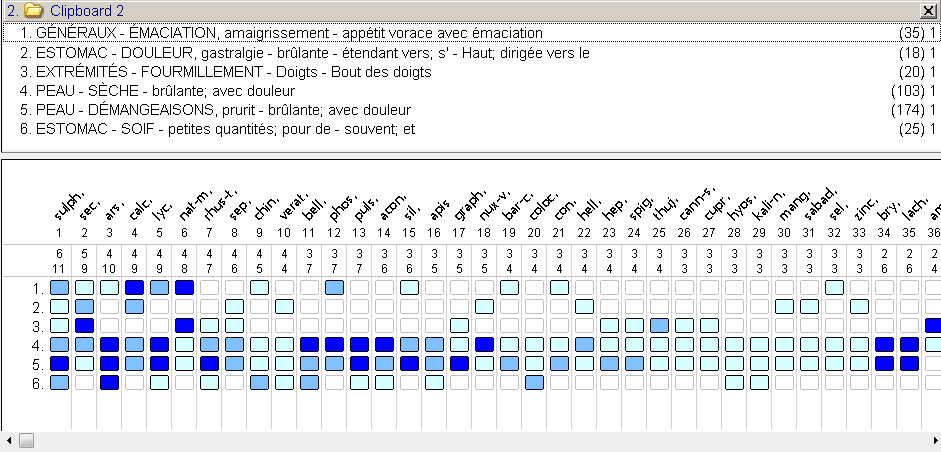 2. Clipboard 2
1. GÉNÉRAUX - ÉMACIATION, amaigrissement - appétit vorace avec émaciation (35) 1
2. ESTOMAC - DOULEUR, gastralgie - brûlante - étendant vers; s' - Haut; dirigée vers le (18) 1
3. EXTRÉMITÉS - FOURMILLEMENT - Doigts - Bout des doigts (20) 1
4. PEAU - SÈCHE - brûlante; avec douleur (103) 1
5. PEAU - DÉMANGEAISONS, prurit - brûlante; avec douleur (174) 1
6. ESTOMAC - SOIF - petites quantités; pour de - souvent; et (25) 1
sulph, sec, ars, calc, lyc, nat-m, rhus-t, sep, chin, verat, bell, phos, puls, acon, sil, apis graph, nux-v, bar-c, coloc, con, hell, hep, spig, thuj, cann-s, cupr, hyos, kali-n, mang, sabad, sel, zinc, bry, lach, am
1 2 3 4 5 6 7 8 9 10 11 12 13 14 15 16 17 18 19 20 21 22 23 24 25 26 27 28 29 30 31 32 33 34 35 36
6 5 4 4 4 4 4 4 4 4 3 3 3 3 3 3 3 3 3 3 3 3 3 3 3 3 3 3 3 3 3 3 3 2 2 2
11 9 10 9 9 8 7 6 5 4 7 7 7 6 6 5 5 5 4 4 4 4 4 4 4 3 3 3 3 3 3 3 3 6 6 4
1.
2.
3.
4.
5.
6.